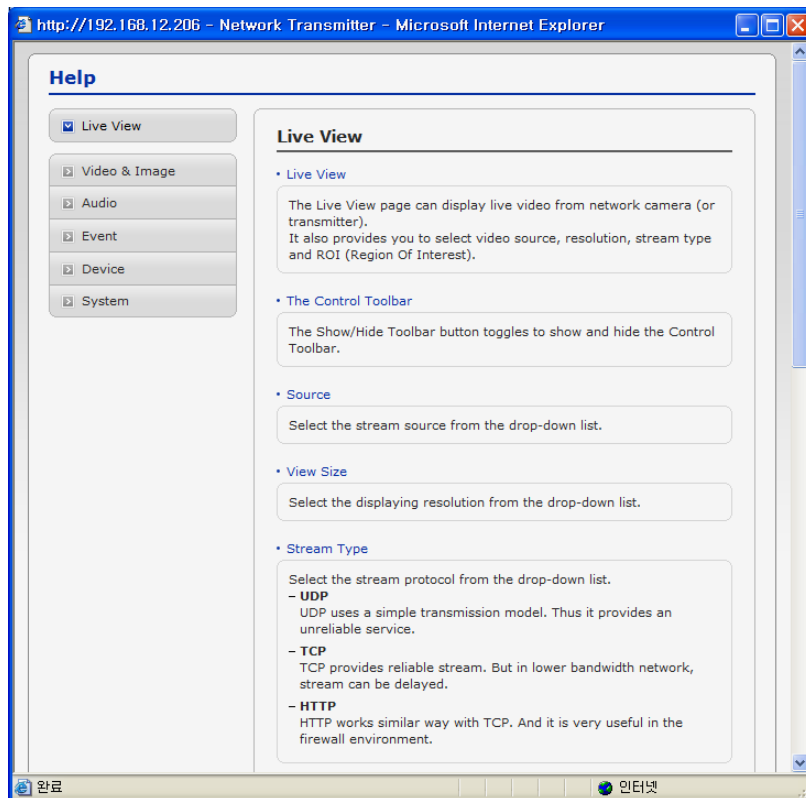 http://192.168.12.206 - Network Transmitter - Microsoft Internet Explorer
Help
Live View
Video & Image
Audio
Event
Device
System
Live View
• Live View
The Live View page can display live video from network camera (or
transmitter).
It also provides you to select video source, resolution, stream type
and ROI (Region Of Interest).
• The Control Toolbar
The Show/Hide Toolbar button toggles to show and hide the Control
Toolbar.
• Source
Select the stream source from the drop-down list.
• View Size
Select the displaying resolution from the drop-down list.
• Stream Type
Select the stream protocol from the drop-down list.
– UDP
UDP uses a simple transmission model. Thus it provides an
unreliable service.
– TCP
TCP provides reliable stream. But in lower bandwidth network,
stream can be delayed.
– HTTP
HTTP works similar way with TCP. And it is very useful in the
firewall environment.
완료
인터넷